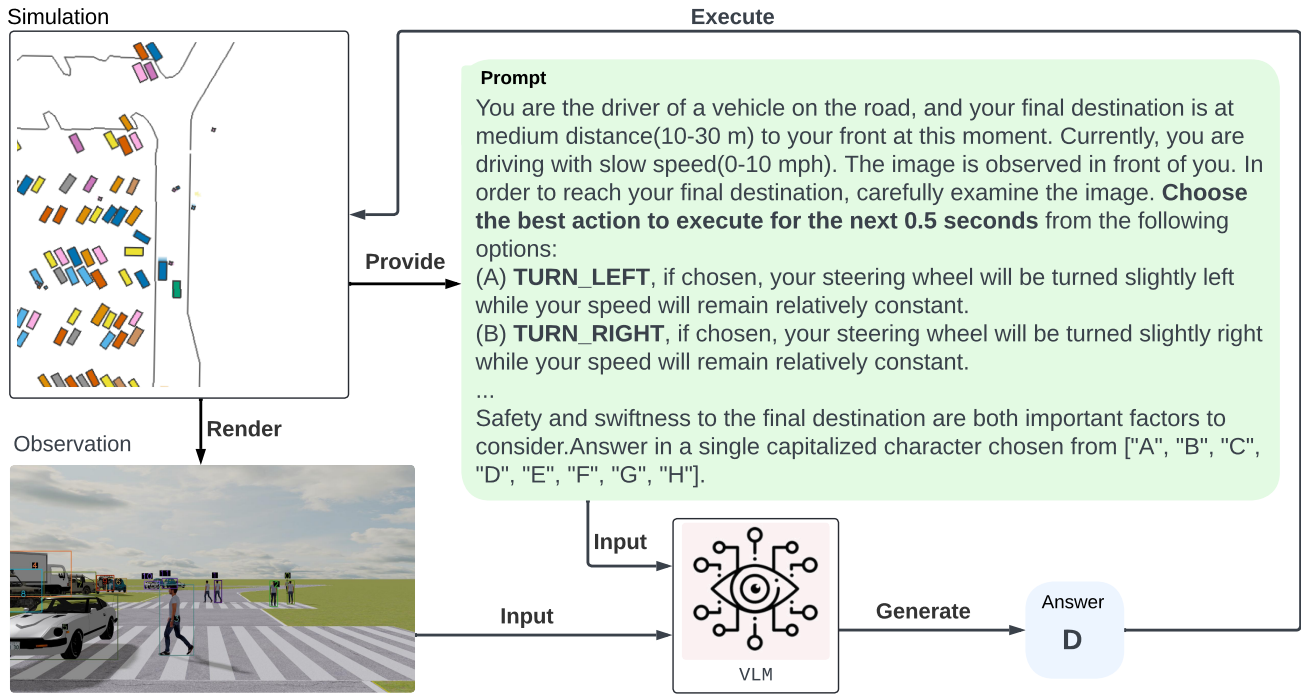 Simulation
Execute
Prompt
You are the driver of a vehicle on the road, and your final destination is at
medium distance(10-30 m) to your front at this moment. Currently, you are
driving with slow speed(0-10 mph). The image is observed in front of you. In
order to reach your final destination, carefully examine the image. Choose
the best action to execute for the next 0.5 seconds from the following
options:
(A) TURN_LEFT, if chosen, your steering wheel will be turned slightly left
while your speed will remain relatively constant.
(B) TURN_RIGHT, if chosen, your steering wheel will be turned slightly right
while your speed will remain relatively constant.
...
Safety and swiftness to the final destination are both important factors to
consider.Answer in a single capitalized character chosen from ["A", "B", "C",
"D", "E", "F", "G", "H"].
Provide
Render
Observation
Input
Input
VLM
Generate
Answer
D